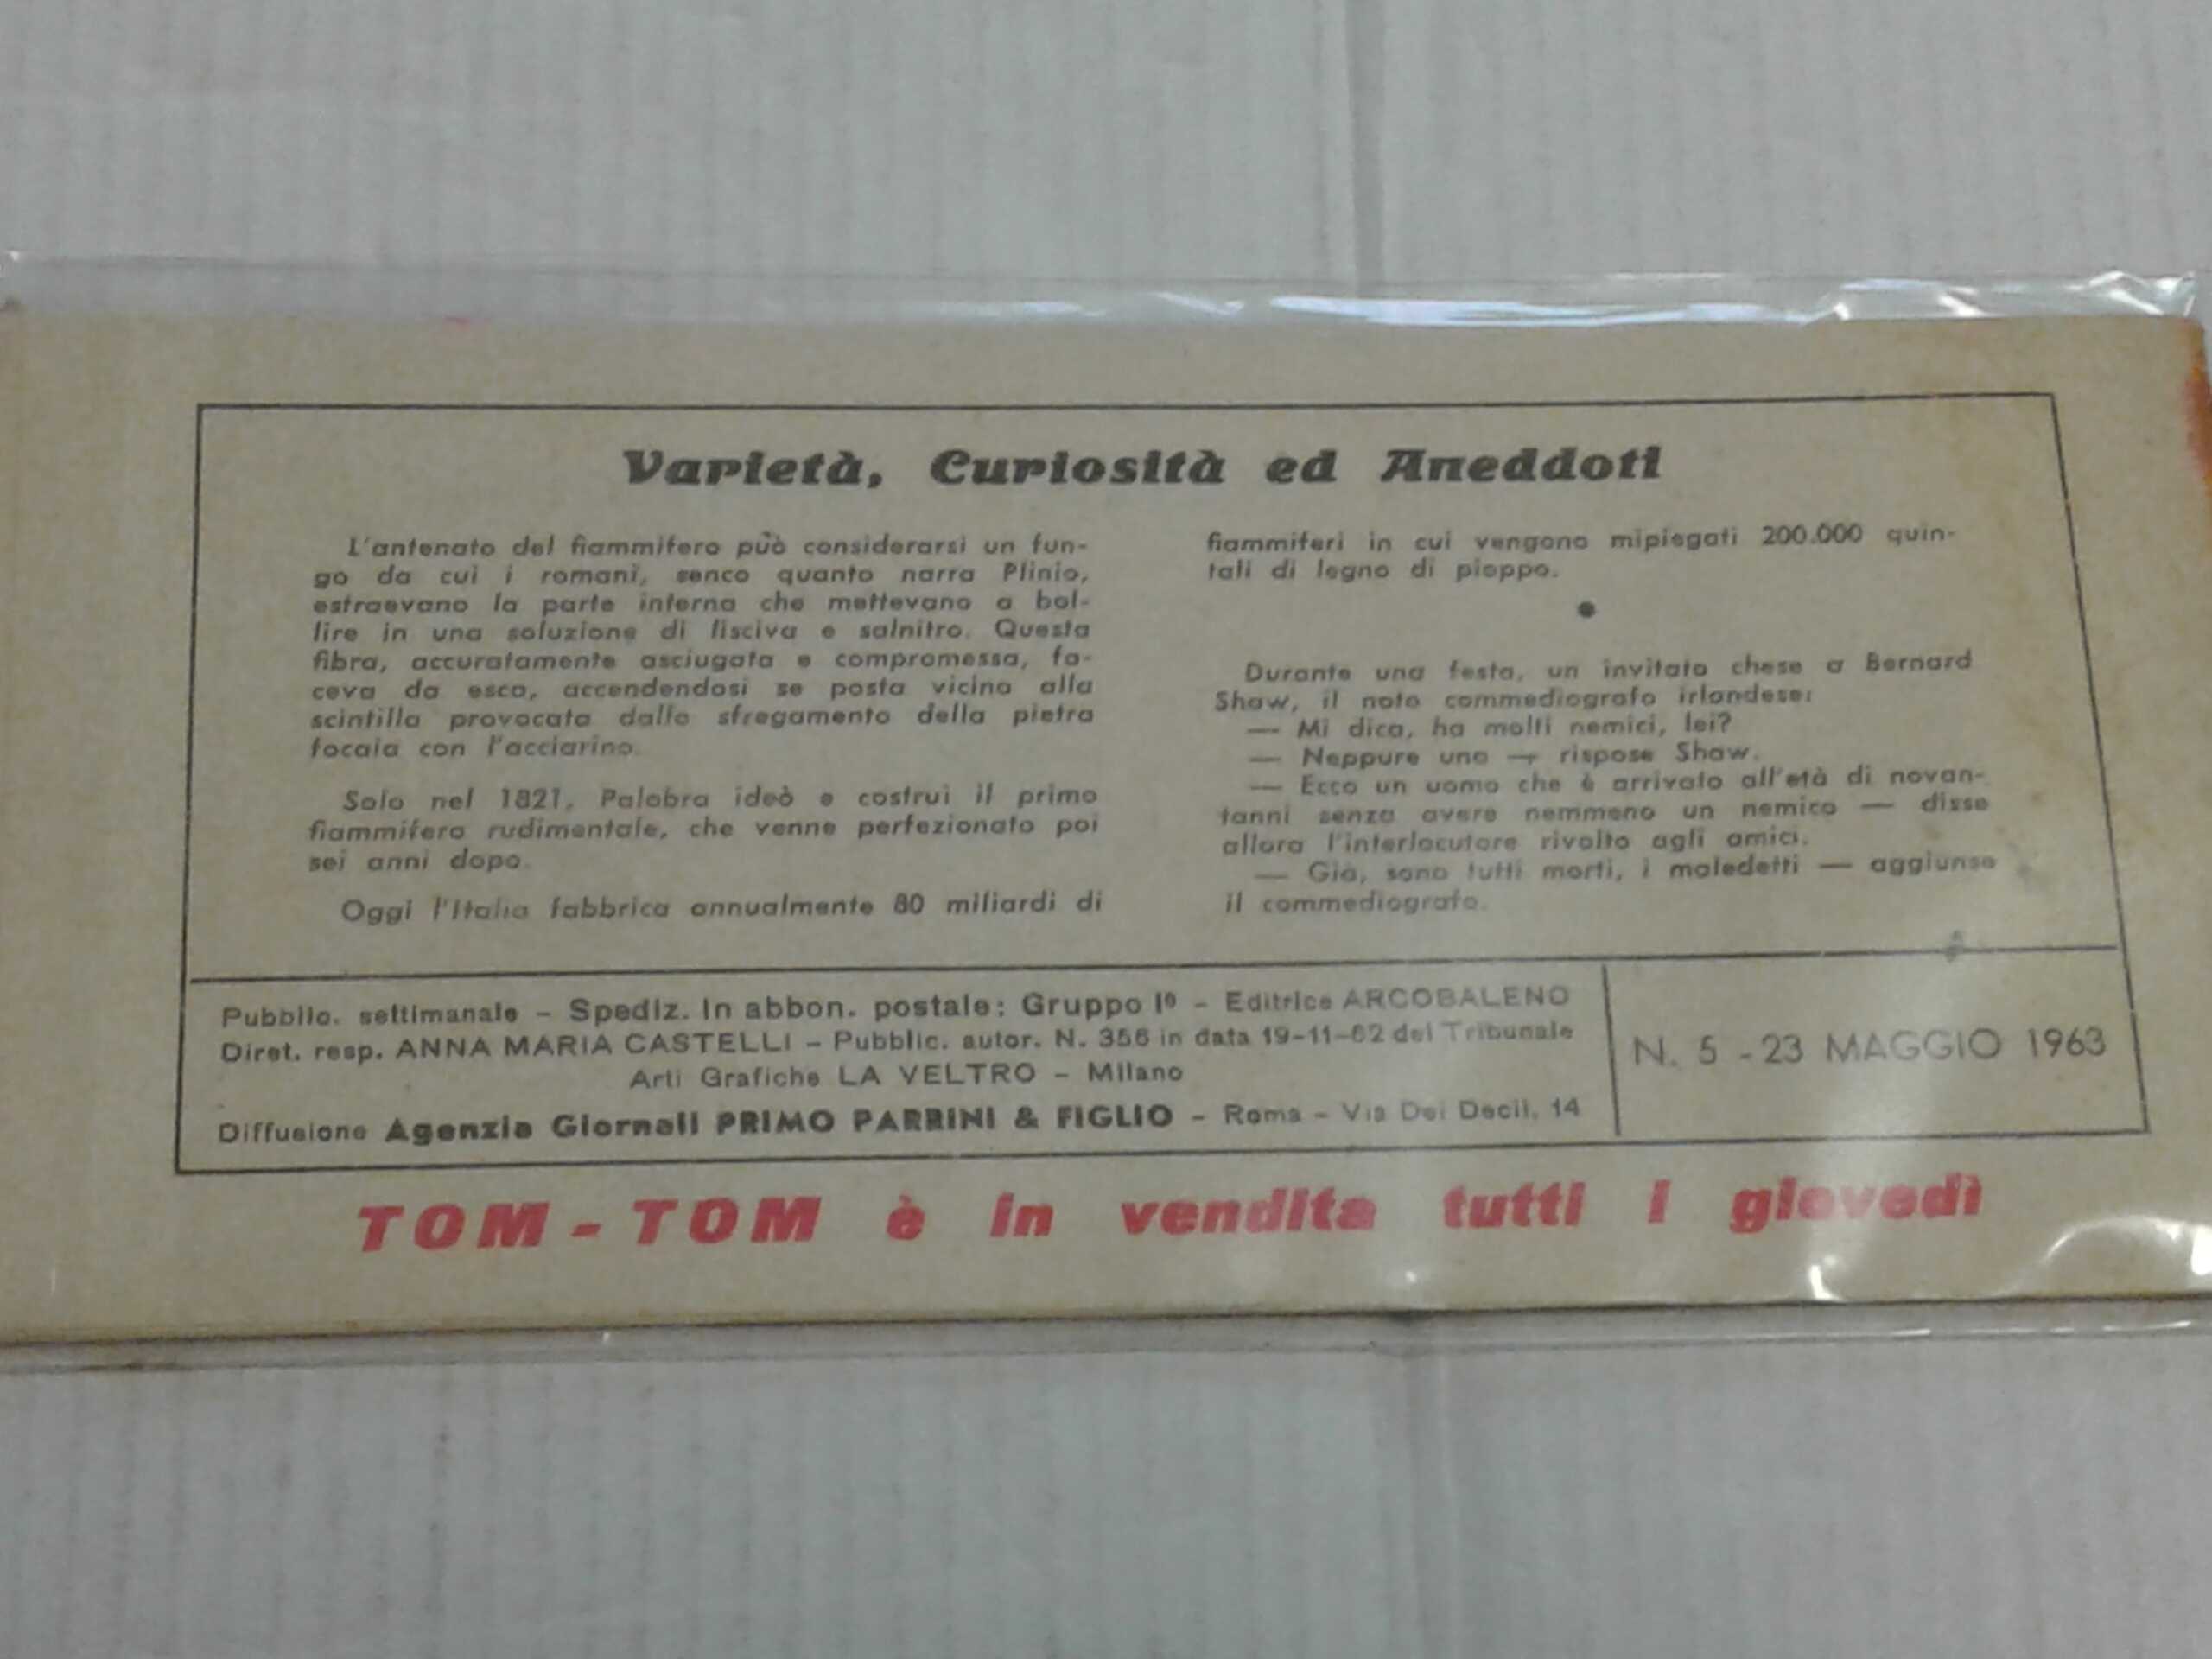 Varietà, Curiosità ed Aneddoti
L'antenato del fiammifero può considerarsi un fun-
go da cui i romani, senco quanto narra Plinio,
estraevano la parte interna che mettevano a bol-
lire in una soluzione di lisciva e salnitro. Questa
fibra, accuratamente asciugata e compromessa, fa-
ceva da esca, accendendosi se posta vicino alla
scintilla provocata dallo sfregamento della pietra
focaia con l'acciarino.
Solo nel 1821, Palobra ideò e costruì il primo
fiammifero rudimentale, che venne perfezionato poi
sei anni dopo.
Oggi l'Italia fabbrica annualmente 80 miliardi di
fiammiferi in cui vengono mipiegati 200.000 quin-
tali di legno di pioppo.
Durante una festa, un invitato chese a Bernard
Shaw, il noto commediografo irlandese:
— Mi dica, ha molti nemici, lei?
— Neppure uno — rispose Shaw.
— Ecco un uomo che è arrivato all'età di novan-
tanni senza avere nemmeno un nemico — disse
allora l'interlocutore rivolto agli amici.
— Già, sono tutti morti, i maledetti — aggiunse
il commediografo.
Pubblic. settimanale - Spediz. in abbon. postale: Gruppo I° - Editrice ARCOBALENO
Diret. resp. ANNA MARIA CASTELLI - Pubblic. autor. N. 356 in data 19-11-62 del Tribunale
Arti Grafiche LA VELTRO - Milano
Diffusione Agenzia Giornali PRIMO PARRINI & FIGLIO - Roma - Via Dei Decii, 14
N. 5 - 23 MAGGIO 1963
TOM-TOM è in vendita tutti i giovedì